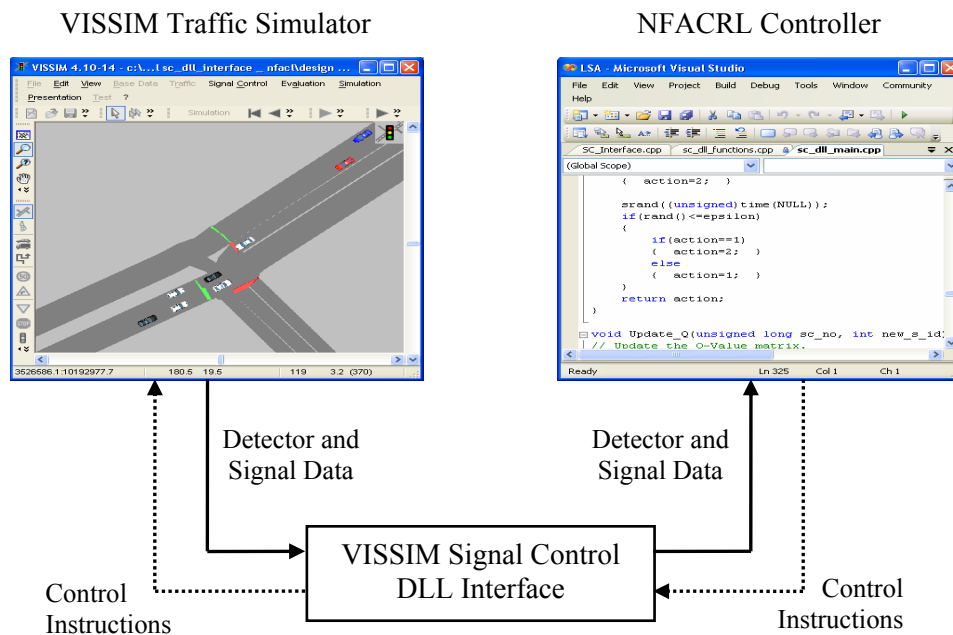 VISSIM Traffic Simulator
NFACRL Controller
VISSIM 4.10-14 - c:\...l sc_dll_interface _ nfacl\design ...
File Edit View Base Data Traffic Signal Control Evaluation Simulation
Presentation Test ?
Simulation
STOP
3526586.1:10192977.7 180.5 19.5 119 3.2 (370)
LSA - Microsoft Visual Studio
File Edit View Project Build Debug Tools Window Community
Help
SC_Interface.cpp sc_dll_functions.cpp sc_dll_main.cpp
(Global Scope)
{ action=2; }
srand((unsigned)time(NULL));
if(rand()<=epsilon)
{
if(action==1)
{ action=2; }
else
{ action=1; }
}
return action;
}
void Update_Q(unsigned long sc_no, int new_s_id)
// Update the Q-Value matrix.
Ready Ln 325 Col 1 Ch 1
Detector and
Signal Data
Detector and
Signal Data
VISSIM Signal Control
DLL Interface
Control
Instructions
Control
Instructions